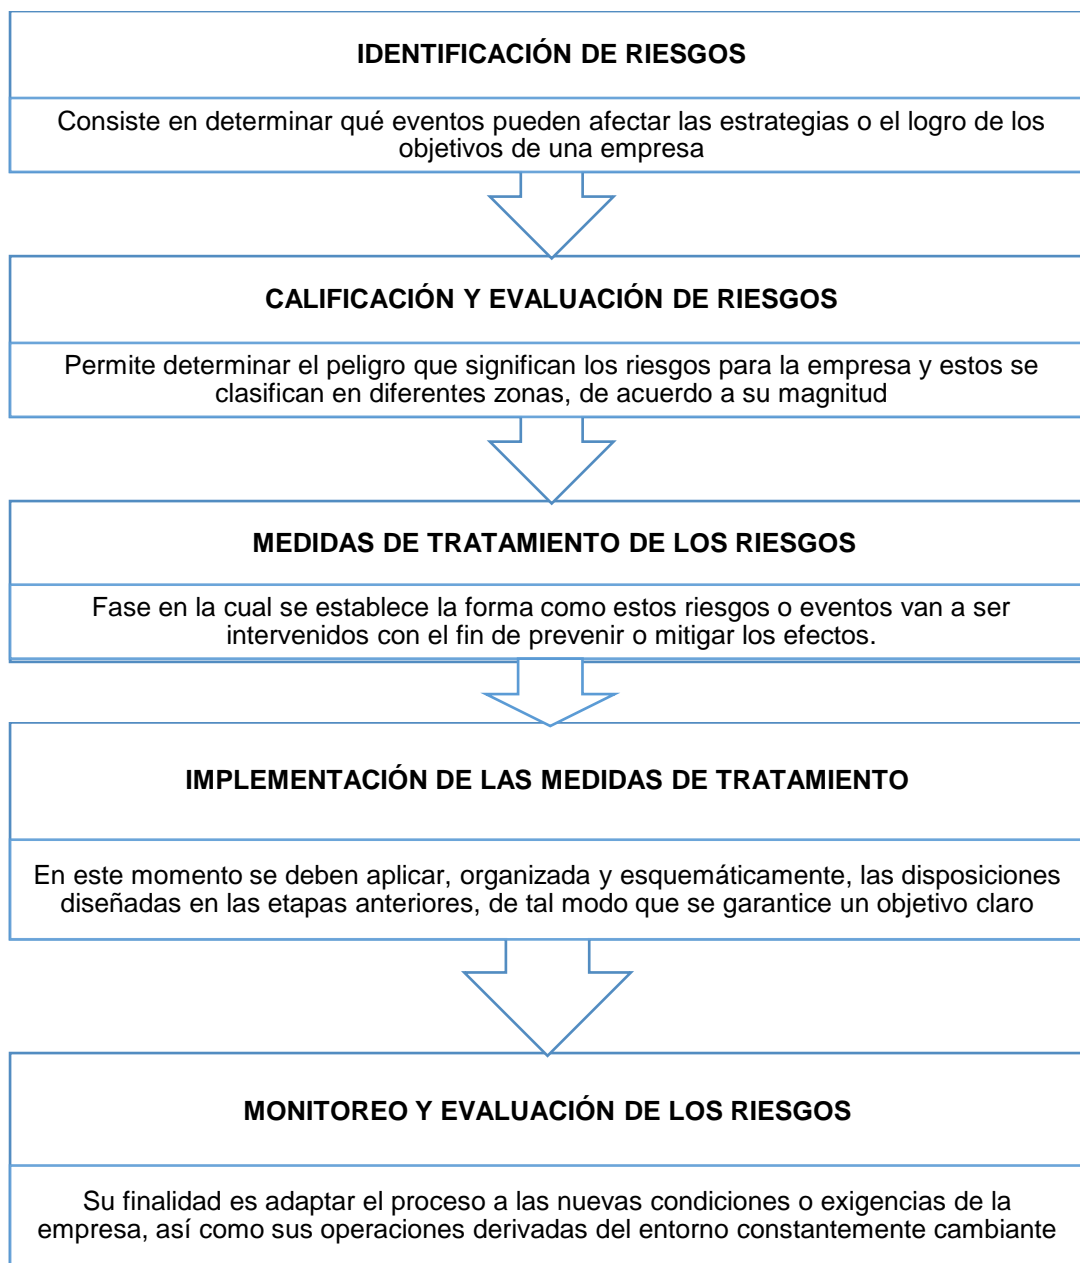 IDENTIFICACIÓN DE RIESGOS
Consiste en determinar qué eventos pueden afectar las estrategias o el logro de los
objetivos de una empresa
CALIFICACIÓN Y EVALUACIÓN DE RIESGOS
Permite determinar el peligro que significan los riesgos para la empresa y estos se
clasifican en diferentes zonas, de acuerdo a su magnitud
MEDIDAS DE TRATAMIENTO DE LOS RIESGOS
Fase en la cual se establece la forma como estos riesgos o eventos van a ser
intervenidos con el fin de prevenir o mitigar los efectos.
IMPLEMENTACIÓN DE LAS MEDIDAS DE TRATAMIENTO
En este momento se deben aplicar, organizada y esquemáticamente, las disposiciones
diseñadas en las etapas anteriores, de tal modo que se garantice un objetivo claro
MONITOREO Y EVALUACIÓN DE LOS RIESGOS
Su finalidad es adaptar el proceso a las nuevas condiciones o exigencias de la
empresa, así como sus operaciones derivadas del entorno constantemente cambiante